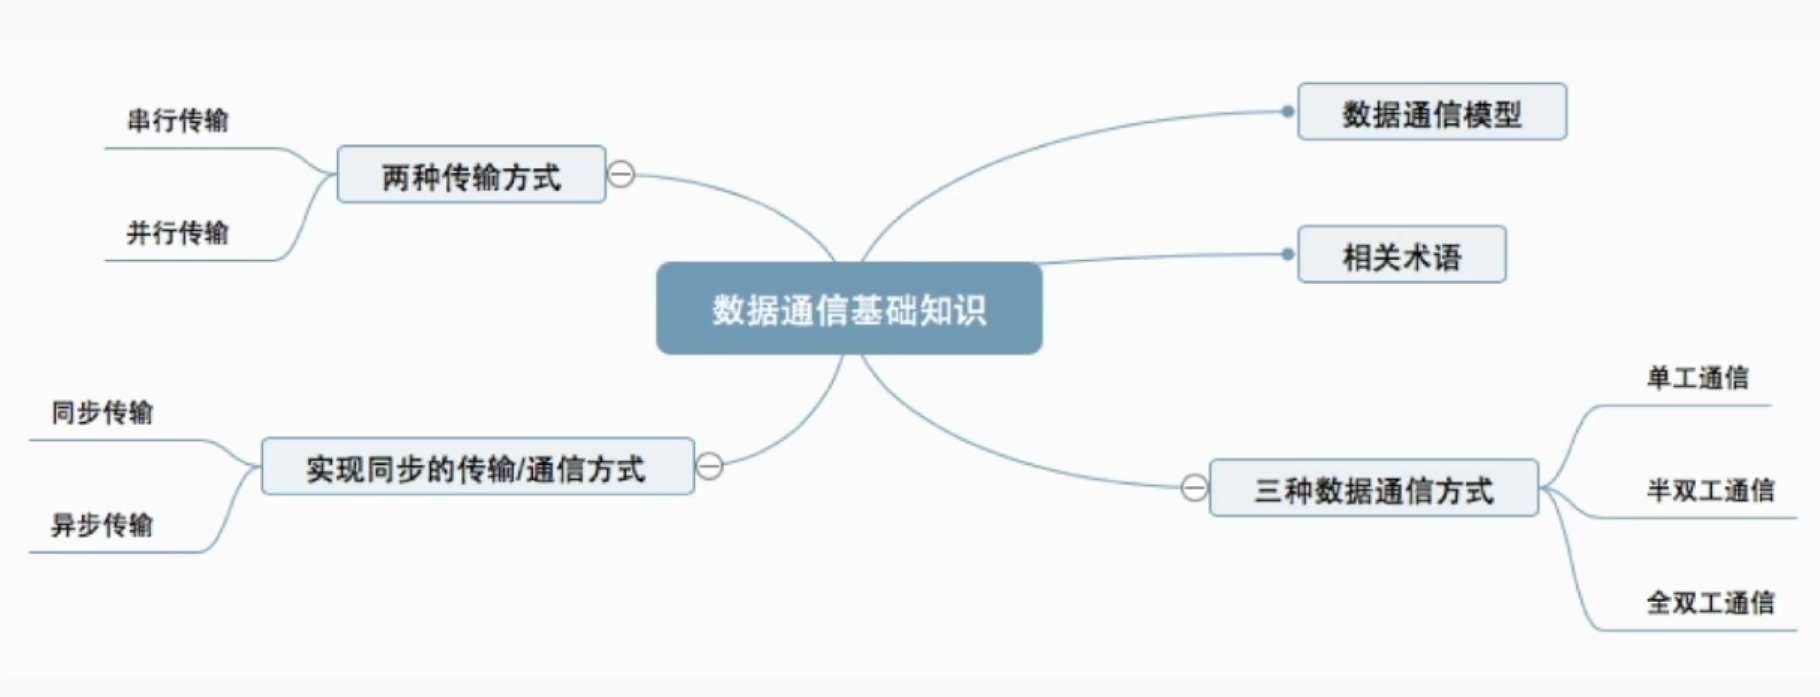 数据通信基础知识
数据通信模型
相关术语
三种数据通信方式
单工通信
半双工通信
全双工通信
两种传输方式
串行传输
并行传输
实现同步的传输/通信方式
同步传输
异步传输